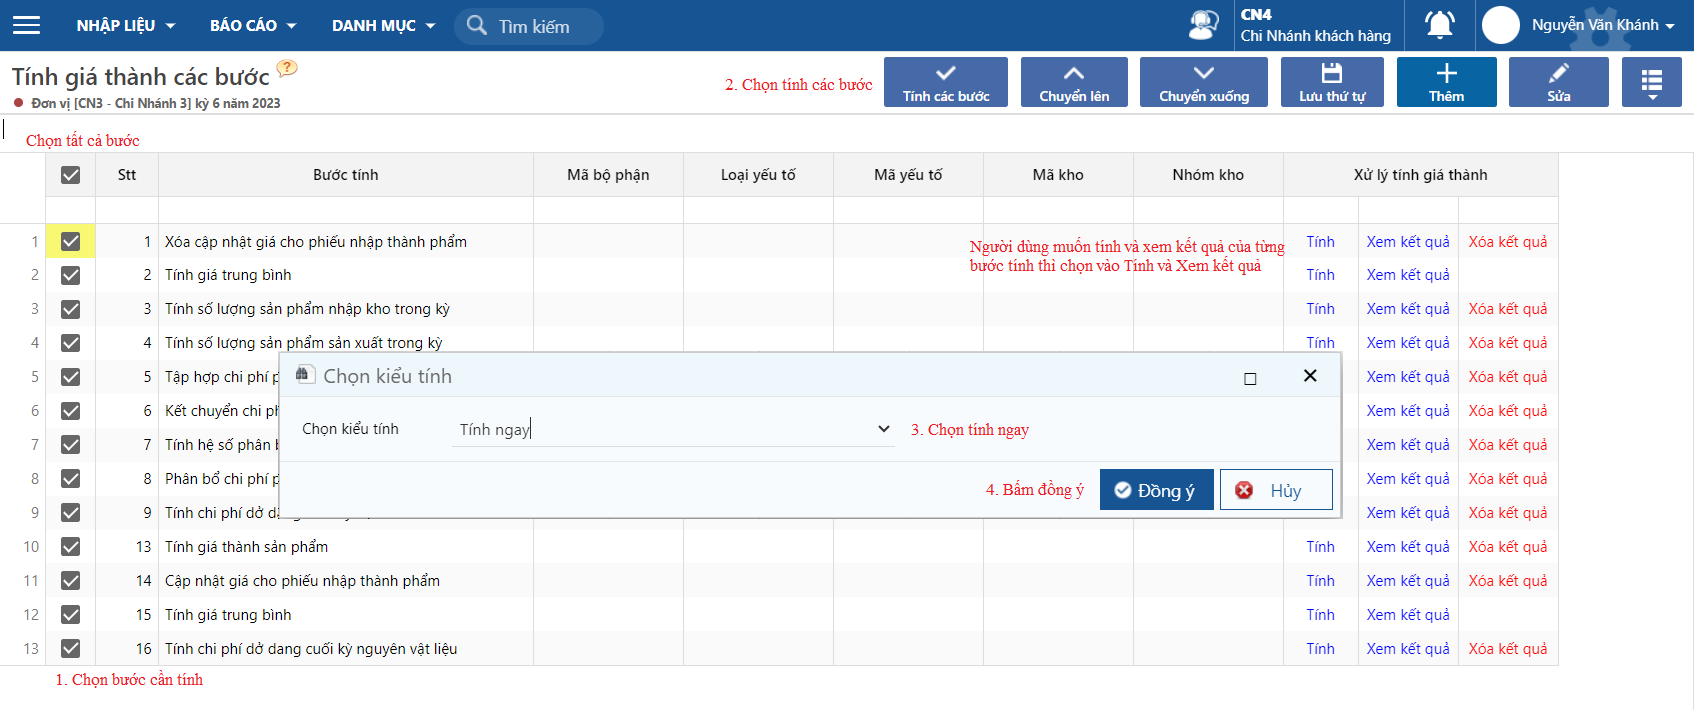 NHẬP LIỆU BÁO CÁO DANH MỤC Tìm kiếm CN4 Nguyễn Văn Khánh
Chi Nhánh khách hàng
Tính giá thành các bước ?
Đơn vị [CN3 - Chi Nhánh 3] kỳ 6 năm 2023
2. Chọn tính các bước
Tính các bước Chuyển lên Chuyển xuống Lưu thứ tự Thêm Sửa
Chọn tất cả bước
Stt Bước tính Mã bộ phận Loại yếu tố Mã yếu tố Mã kho Nhóm kho Xử lý tính giá thành
1 1 Xóa cập nhật giá cho phiếu nhập thành phẩm Tính Xem kết quả Xóa kết quả
Người dùng muốn tính và xem kết quả của từng
bước tính thì chọn vào Tính và Xem kết quả
2 2 Tính giá trung bình Tính Xem kết quả
3 3 Tính số lượng sản phẩm nhập kho trong kỳ Tính Xem kết quả Xóa kết quả
4 4 Tính số lượng sản phẩm sản xuất trong kỳ Tính Xem kết quả Xóa kết quả
5 5 Tập hợp chi phí Xem kết quả Xóa kết quả
6 6 Kết chuyển chi Xem kết quả Xóa kết quả
7 7 Tính hệ số phân Xem kết quả Xóa kết quả
8 8 Phân bổ chi phí Xem kết quả Xóa kết quả
9 9 Tính chi phí dở dang Xem kết quả Xóa kết quả
Chọn kiểu tính
Chọn kiểu tính Tính ngay 3. Chọn tính ngay
4. Bấm đồng ý Đồng ý Hủy
10 13 Tính giá thành sản phẩm Tính Xem kết quả Xóa kết quả
11 14 Cập nhật giá cho phiếu nhập thành phẩm Tính Xem kết quả Xóa kết quả
12 15 Tính giá trung bình Tính Xem kết quả
13 16 Tính chi phí dở dang cuối kỳ nguyên vật liệu Tính Xem kết quả Xóa kết quả
1. Chọn bước cần tính